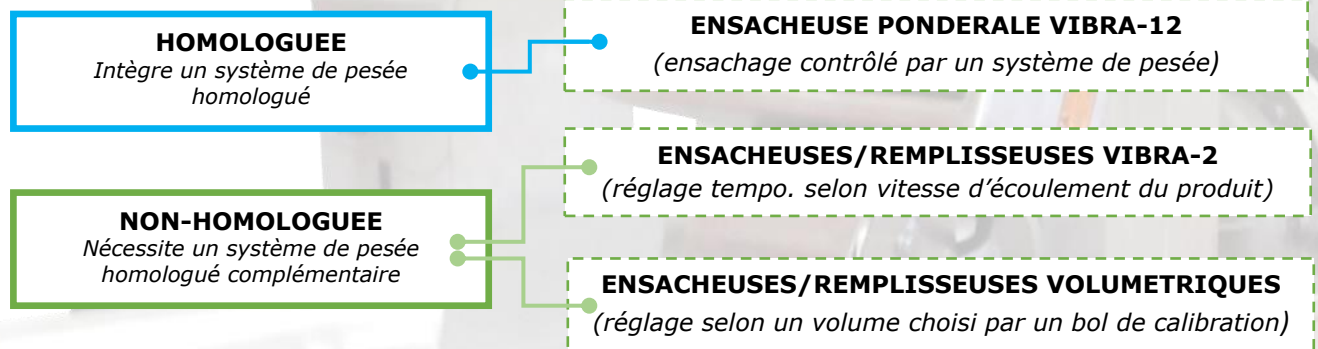 HOMOLOGUEE
Intègre un système de pesée
homologué
ENSACHEUSE PONDERALE VIBRA-12
(ensachage contrôlé par un système de pesée)
NON-HOMOLOGUEE
Nécessite un système de pesée
homologué complémentaire
ENSACHEUSES/REMPLISSEUSES VIBRA-2
(réglage tempo. selon vitesse d’écoulement du produit)
ENSACHEUSES/REMPLISSEUSES VOLUMETRIQUES
(réglage selon un volume choisi par un bol de calibration)